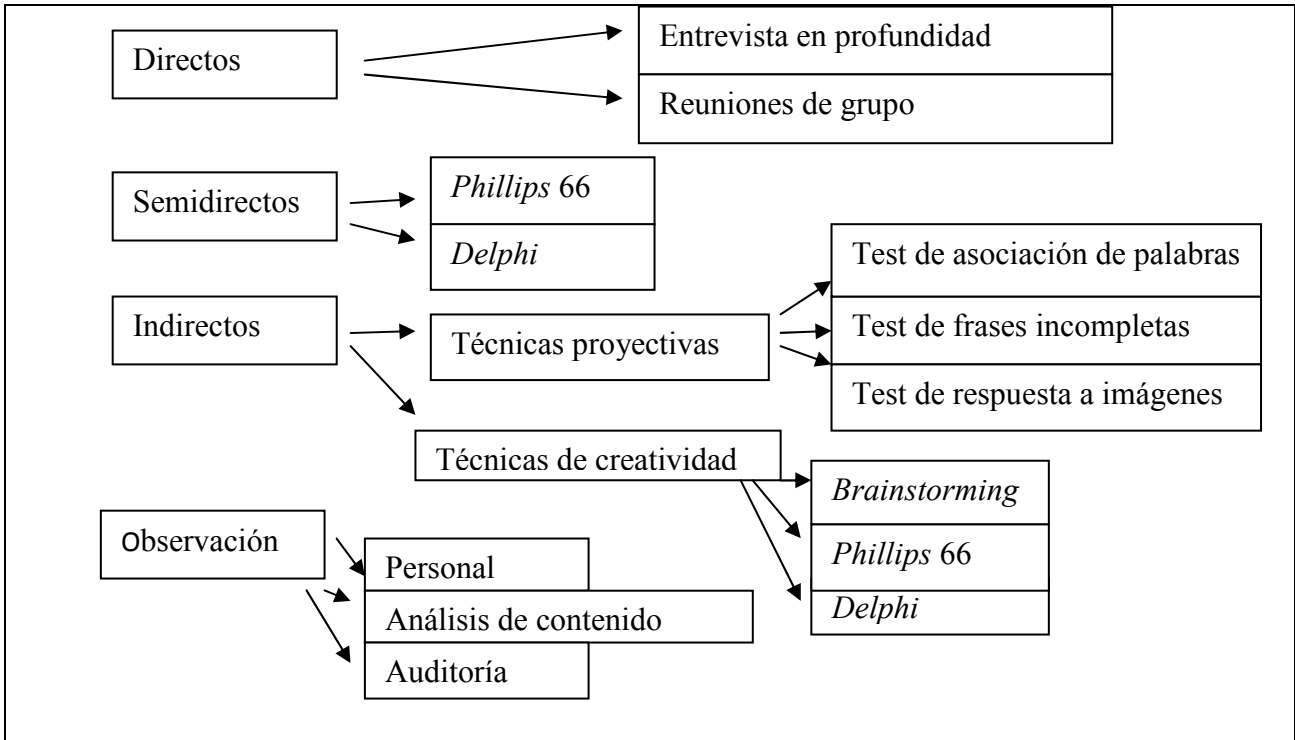 Directos
Entrevista en profundidad
Reuniones de grupo
Semidirectos
Phillips 66
Delphi
Indirectos
Técnicas proyectivas
Test de asociación de palabras
Test de frases incompletas
Test de respuesta a imágenes
Técnicas de creatividad
Brainstorming
Phillips 66
Delphi
Observación
Personal
Análisis de contenido
Auditoría